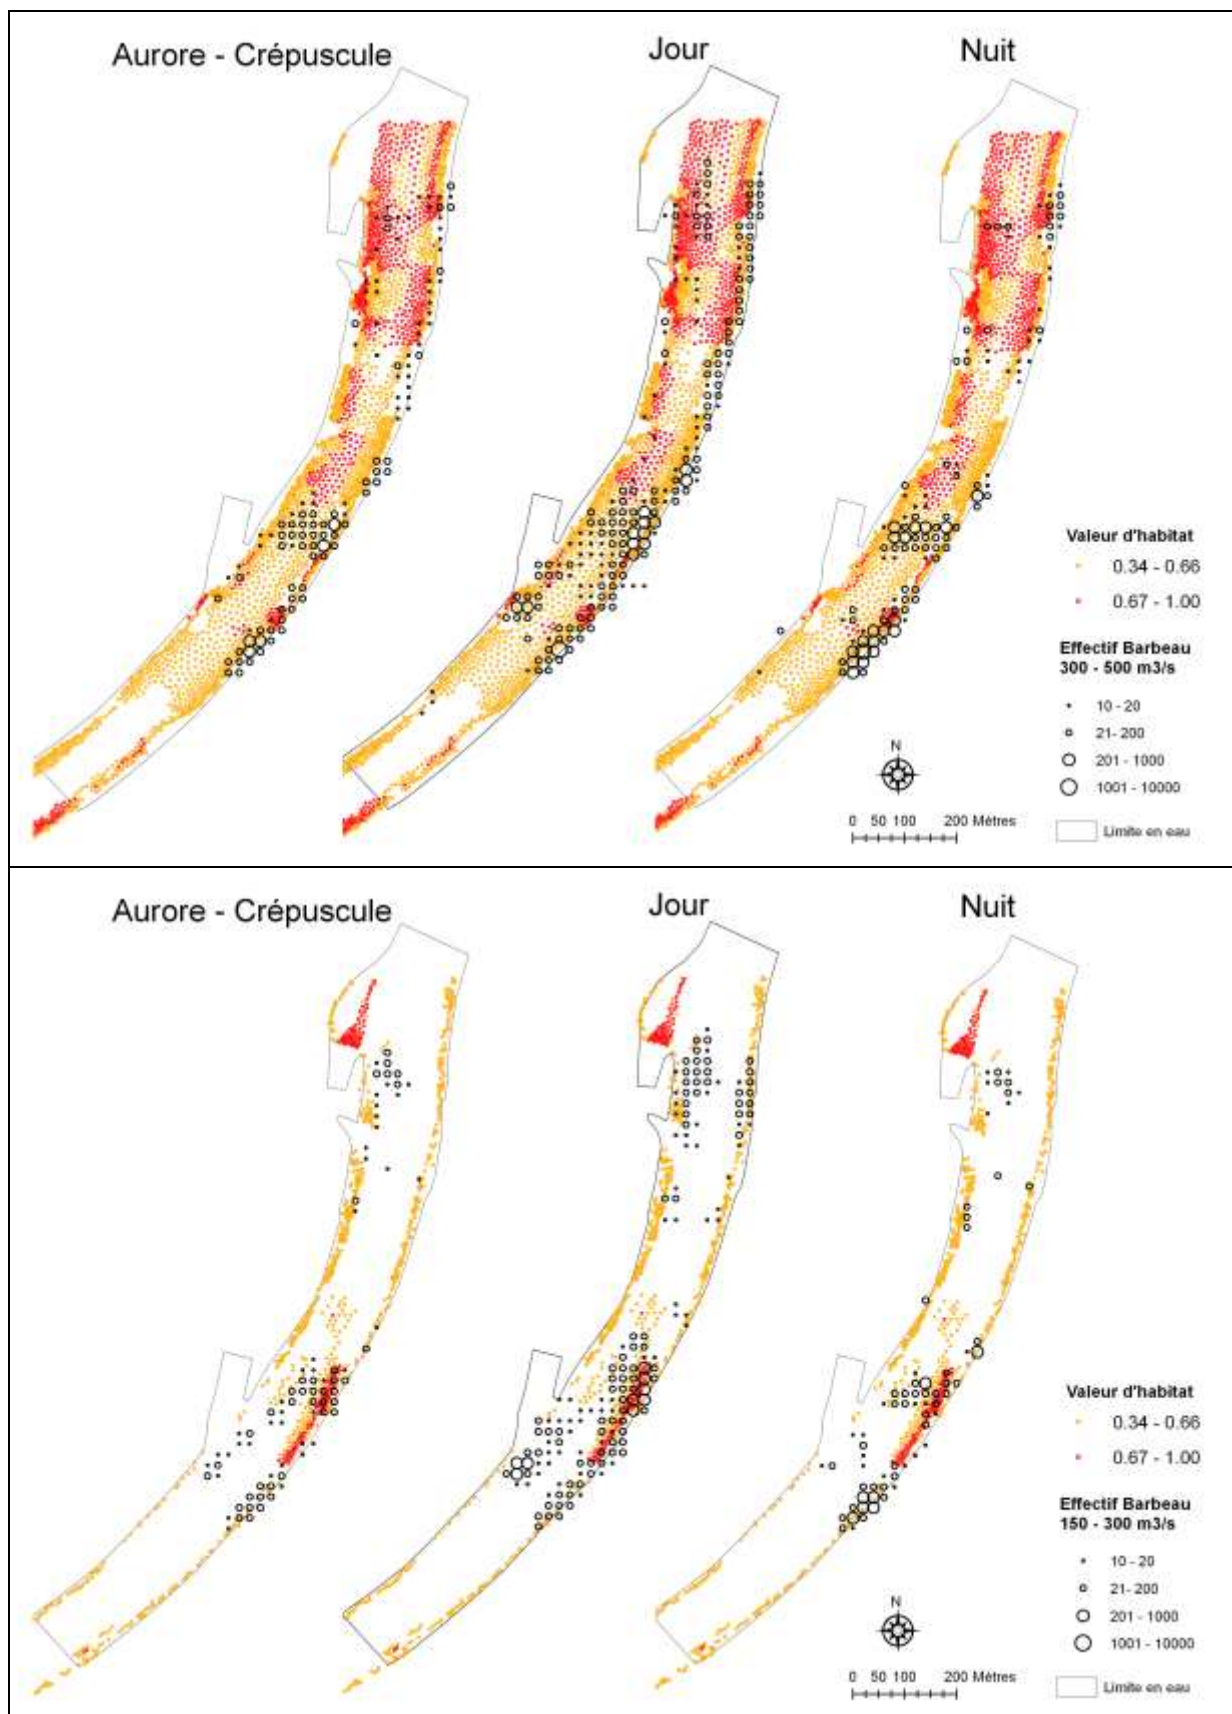 Aurore - Crépuscule
Jour
Nuit
Valeur d'habitat
0.34 - 0.66
0.67 - 1.00
Effectif Barbeau
300 - 500 m3/s
10 - 20
21- 200
201 - 1000
1001 - 10000
N
0 50 100 200 Mètres
Limite en eau
Aurore - Crépuscule
Jour
Nuit
Valeur d'habitat
0.34 - 0.66
0.67 - 1.00
Effectif Barbeau
150 - 300 m3/s
10 - 20
21- 200
201 - 1000
1001 - 10000
N
0 50 100 200 Mètres
Limite en eau